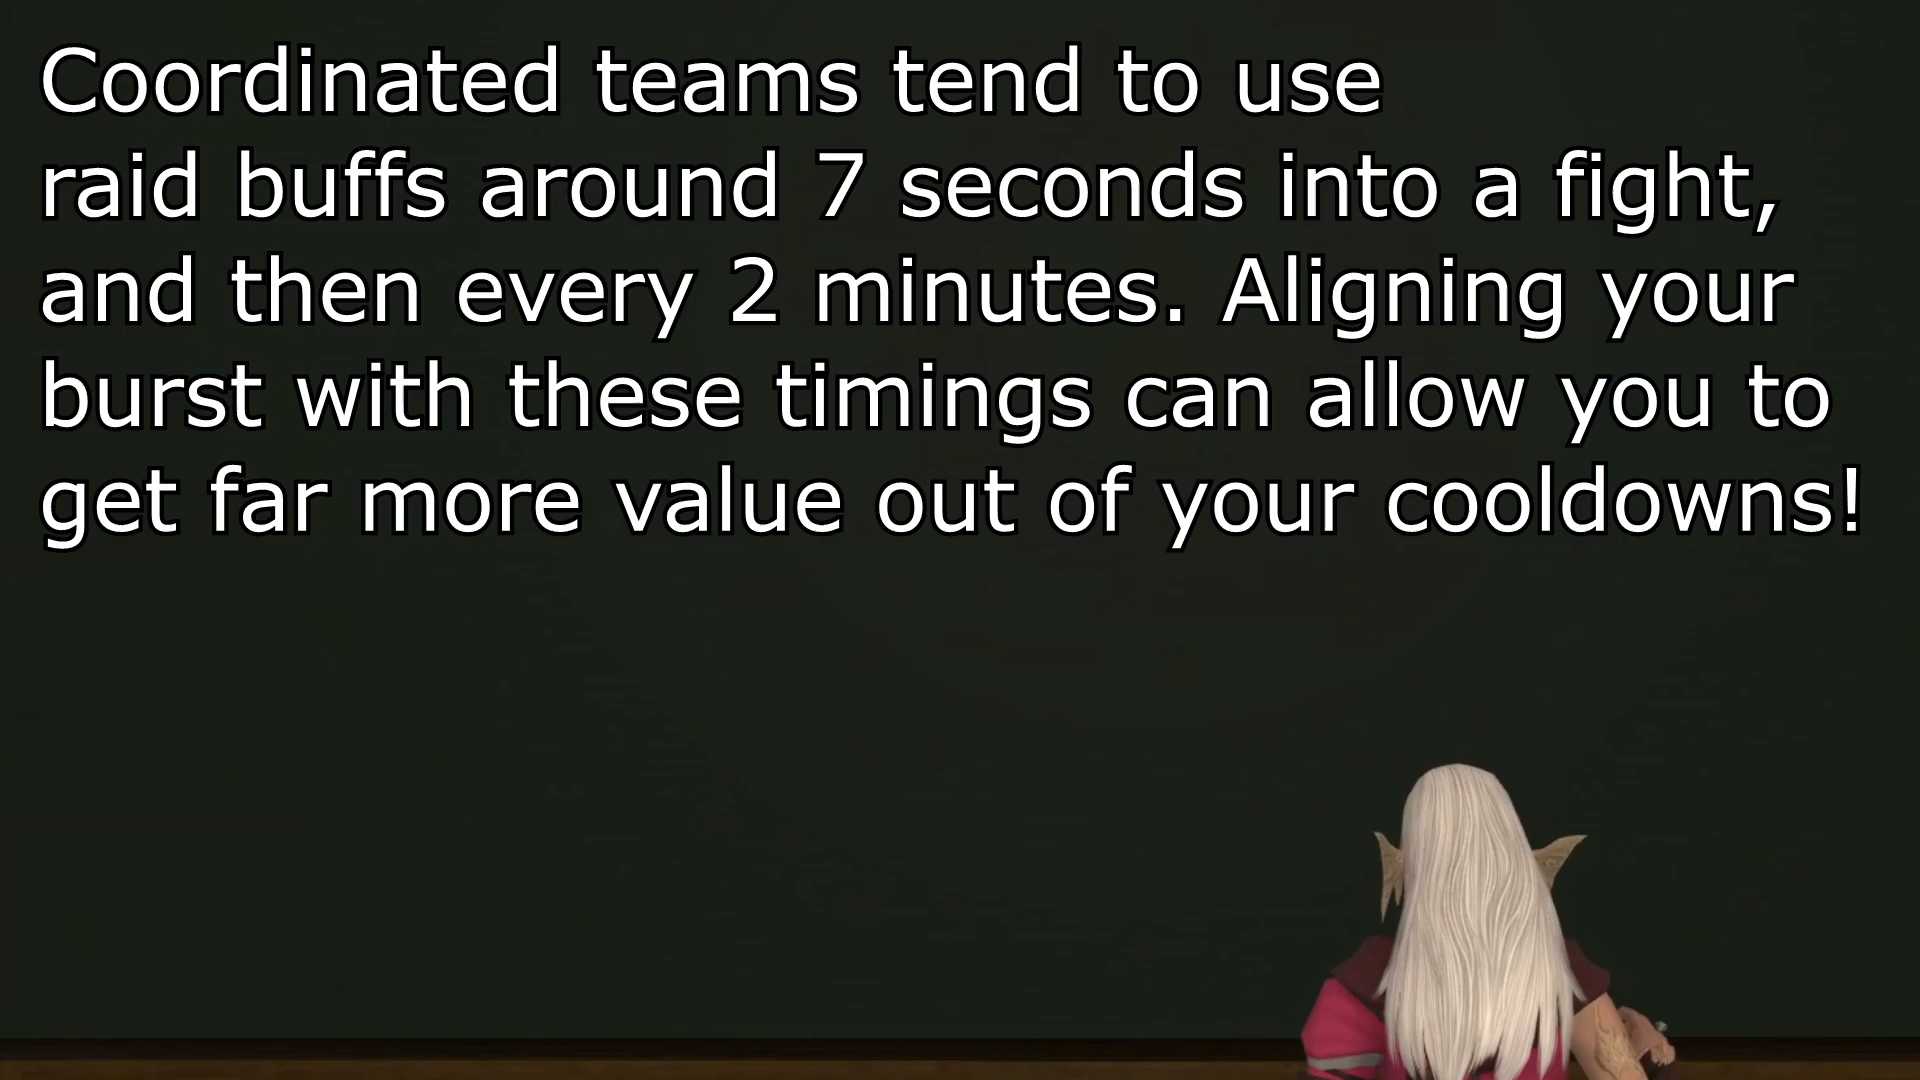 Coordinated teams tend to use
raid buffs around 7 seconds into a fight,
and then every 2 minutes. Aligning your
burst with these timings can allow you to
get far more value out of your cooldowns!